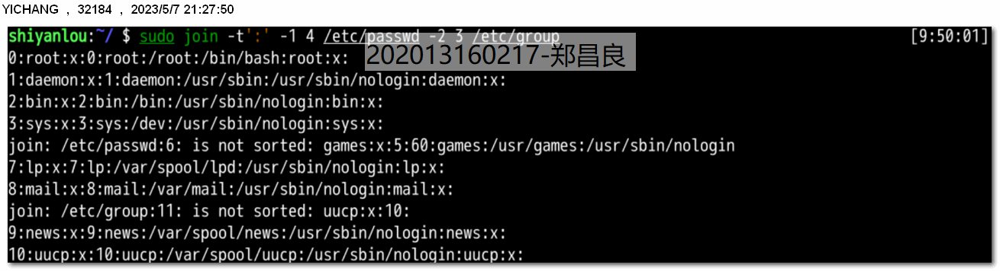 YICHANG , 32184 , 2023/5/7 21:27:50
shiyanlou:~/ $ sudo join -t':' -1 4 /etc/passwd -2 3 /etc/group [9:50:01]
0:root:x:0:root:/root:/bin/bash:root:x:
202013160217-郑昌良
1:daemon:x:1:daemon:/usr/sbin:/usr/sbin/nologin:daemon:x:
2:bin:x:2:bin:/bin:/usr/sbin/nologin:bin:x:
3:sys:x:3:sys:/dev:/usr/sbin/nologin:sys:x:
join: /etc/passwd:6: is not sorted: games:x:5:60:games:/usr/games:/usr/sbin/nologin
7:lp:x:7:lp:/var/spool/lpd:/usr/sbin/nologin:lp:x:
8:mail:x:8:mail:/var/mail:/usr/sbin/nologin:mail:x:
join: /etc/group:11: is not sorted: uucp:x:10:
9:news:x:9:news:/var/spool/news:/usr/sbin/nologin:news:x:
10:uucp:x:10:uucp:/var/spool/uucp:/usr/sbin/nologin:uucp:x: